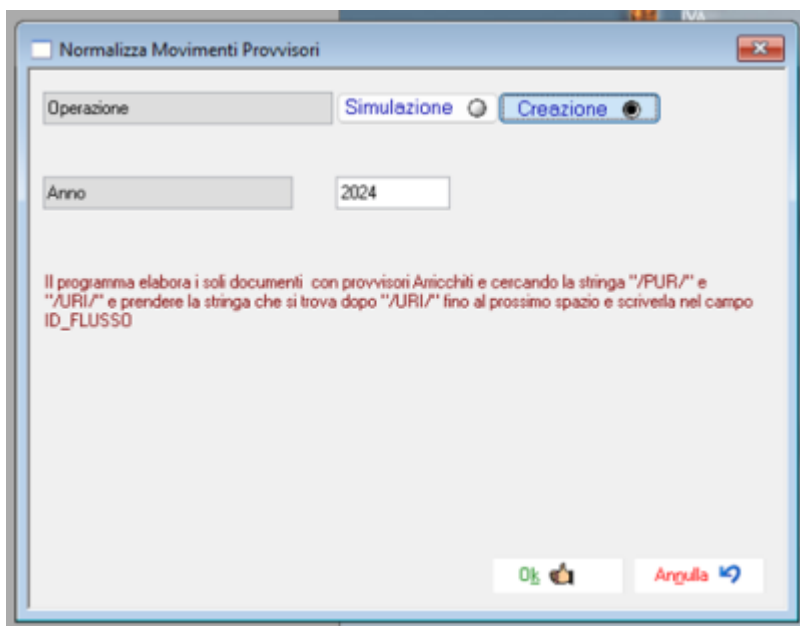 IVA
Normalizza Movimenti Provvisori
Operazione Simulazione Creazione
Anno 2024
Il programma elabora i soli documenti con provvisori Arricchiti e cercando la stringa "/PUR/" e
"/URI/" e prendere la stringa che si trova dopo "/URI/" fino al prossimo spazio e scriverla nel campo
ID_FLUSSO
Ok Annulla